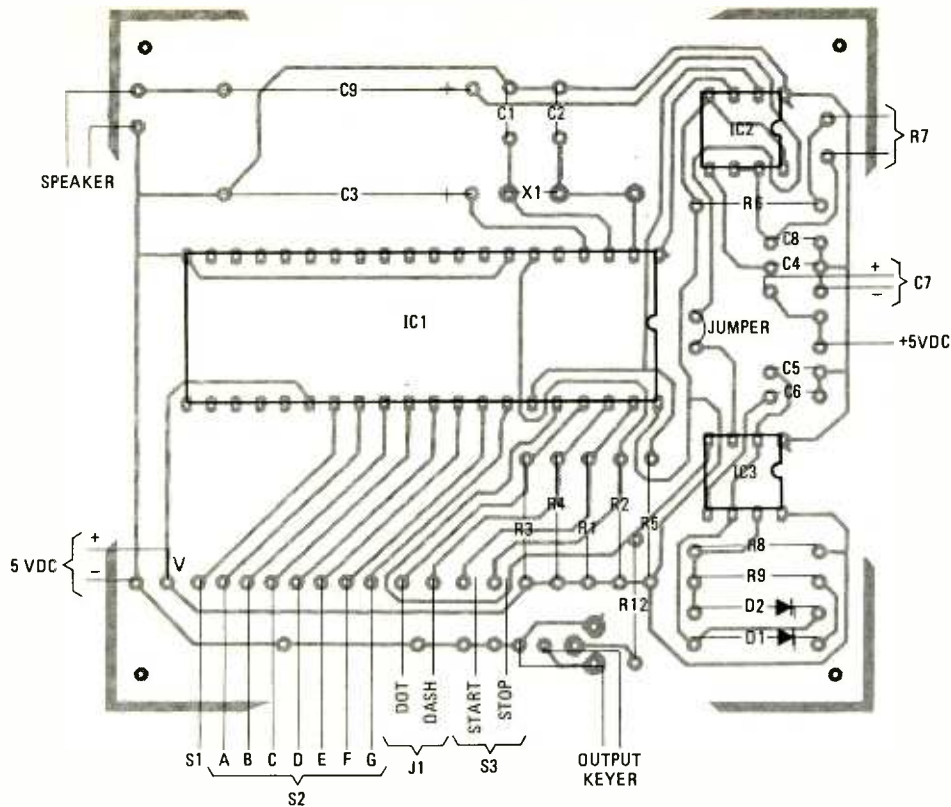 C9
+
C1
C2
IC2
R7
SPEAKER
C3
+
X1
R6
C8
C4
+
C7
−
IC1
JUMPER
+5VDC
C5
C6
IC3
R4
R2
R3
R1
R5
R8
+
5 VDC
−
V
R9
R12
D2
D1
DOT
DASH
START
STOP
S1 A B C D E F G
J1
S3
OUTPUT
KEYER
S2